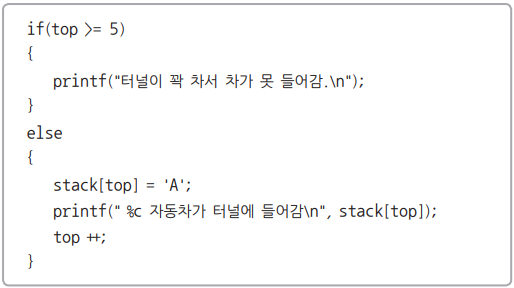 if(top >= 5)
{
printf("터널이 꽉 차서 차가 못 들어감.\n");
}
else
{
stack[top] = 'A';
printf(" %c 자동차가 터널에 들어감\n", stack[top]);
top ++;
}